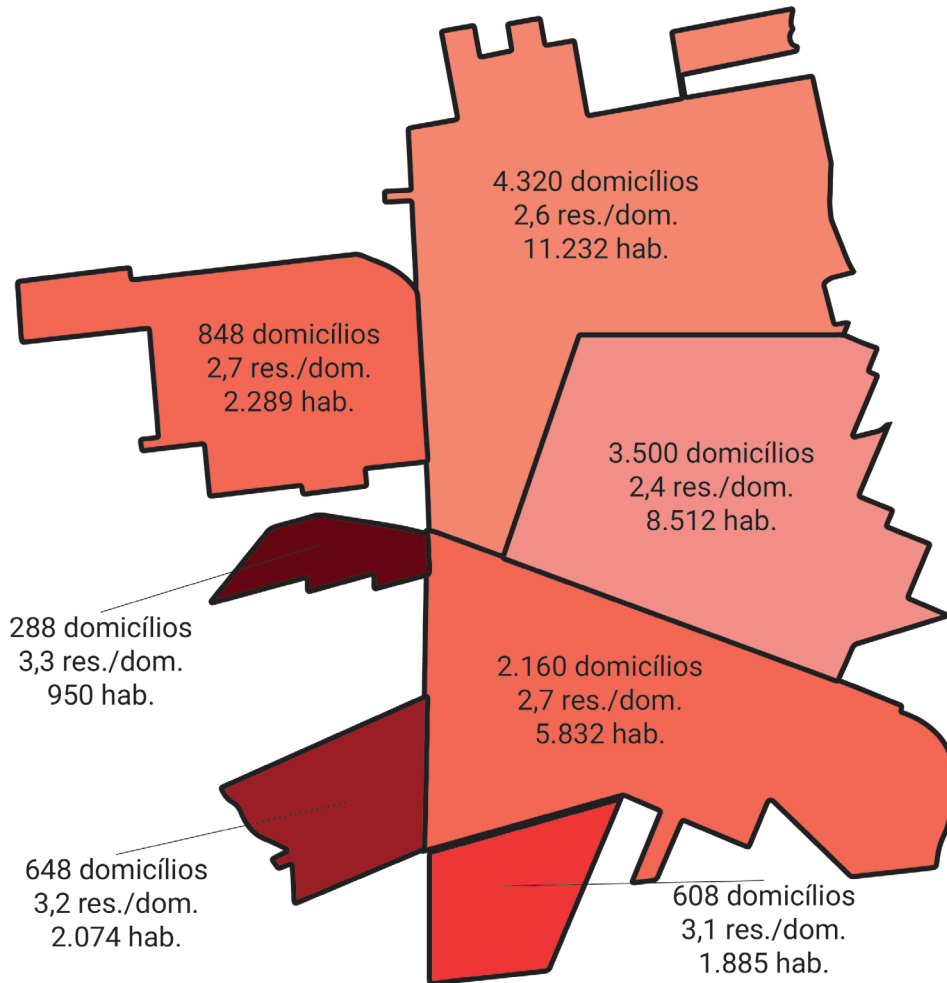 4.320 domicílios
2,6 res./dom.
11.232 hab.
848 domicílios
2,7 res./dom.
2.289 hab.
3.500 domicílios
2,4 res./dom.
8.512 hab.
288 domicílios
3,3 res./dom.
950 hab.
2.160 domicílios
2,7 res./dom.
5.832 hab.
648 domicílios
3,2 res./dom.
2.074 hab.
608 domicílios
3,1 res./dom.
1.885 hab.